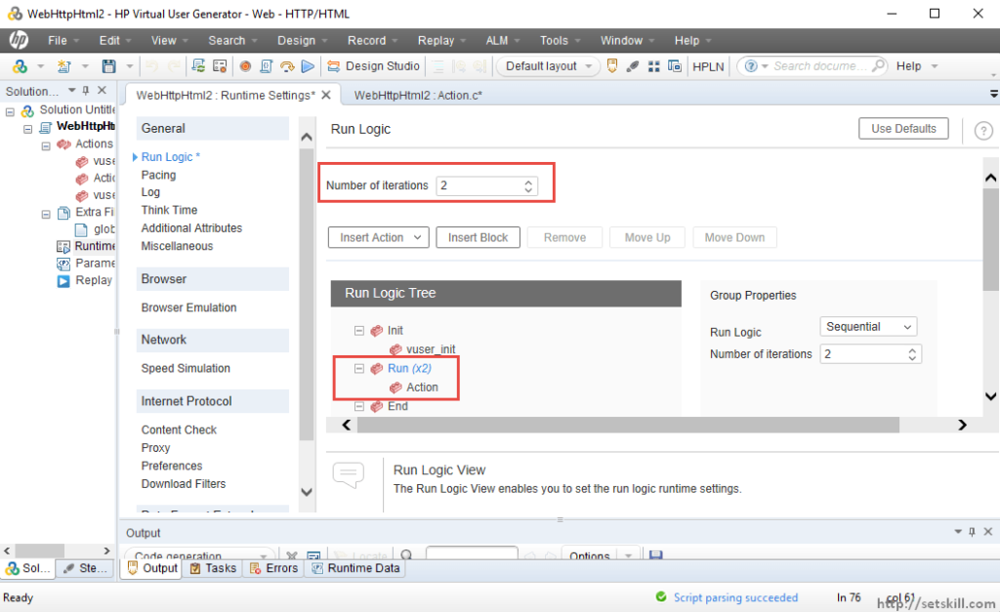 WebHttpHtml2 - HP Virtual User Generator - Web - HTTP/HTML
hp File Edit View Search Design Record Replay ALM Tools Window Help
Design Studio Default layout HPLN Search docume... Help
Solution...
WebHttpHtml2 : Runtime Settings* WebHttpHtml2 : Action.c*
Solution Untitle
WebHttpHt
Actions
vuse
Actio
vuse
Extra Fi
glob
Runtime
Parame
Replay
General
Run Logic *
Pacing
Log
Think Time
Additional Attributes
Miscellaneous
Browser
Browser Emulation
Network
Speed Simulation
Internet Protocol
Content Check
Proxy
Preferences
Download Filters
Run Logic
Use Defaults
Number of iterations 2
Insert Action Insert Block Remove Move Up Move Down
Run Logic Tree
Init
vuser_init
Run (x2)
Action
End
Group Properties
Run Logic Sequential
Number of iterations 2
Run Logic View
The Run Logic View enables you to set the run logic runtime settings.
Output
Code generation Locate Options
Sol... Ste... Output Tasks Errors Runtime Data
Ready Script parsing succeeded ln 76 col 61
http://setskill.com